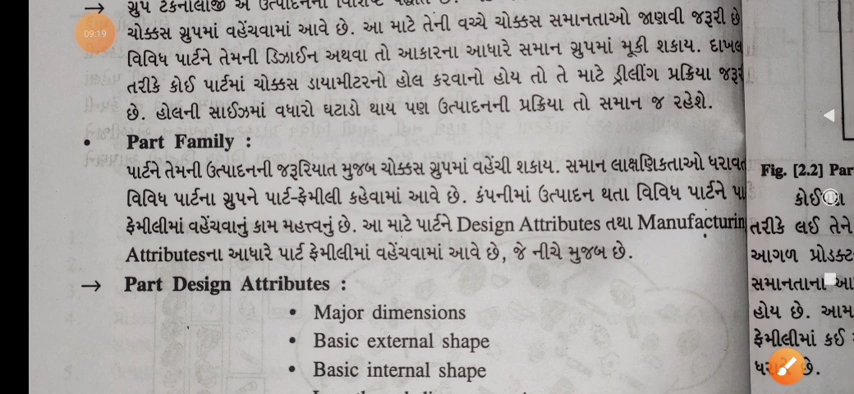 → ગ્રુપ ટેકનોલોજી એ ઉત્પાદનની વિશિષ્ટ
ચોક્કસ ગ્રુપમાં વહેંચવામાં આવે છે. આ માટે તેની વચ્ચે ચોક્કસ સમાનતાઓ જાણવી જરૂરી છે
વિવિધ પાર્ટને તેમની ડિઝાઈન અથવા તો આકારના આધારે સમાન ગ્રુપમાં મૂકી શકાય. દાખલ
તરીકે કોઈ પાર્ટમાં ચોક્કસ ડાયામીટરનો હોલ કરવાનો હોય તો તે માટે ડ્રીલીંગ પ્રક્રિયા જરૂ
છે. હોલની સાઈઝમાં વધારો ઘટાડો થાય પણ ઉત્પાદનની પ્રક્રિયા તો સમાન જ રહેશે.
• Part Family :
પાર્ટને તેમની ઉત્પાદનની જરૂરિયાત મુજબ ચોક્કસ ગ્રુપમાં વહેંચી શકાય. સમાન લાક્ષણિકતાઓ ધરાવત
વિવિધ પાર્ટના ગ્રુપને પાર્ટ-ફેમીલી કહેવામાં આવે છે. કંપનીમાં ઉત્પાદન થતા વિવિધ પાર્ટને પા
ફેમીલીમાં વહેંચવાનું કામ મહત્ત્વનું છે. આ માટે પાર્ટને Design Attributes તથા Manufacturin
Attributesના આધારે પાર્ટ ફેમીલીમાં વહેંચવામાં આવે છે, જે નીચે મુજબ છે.
→ Part Design Attributes :
• Major dimensions
• Basic external shape
• Basic internal shape
Fig. [2.2] Par
કોઈ
તરીકે લઈ તેને
આગળ પ્રોડક્ટ
સમાનતાના આ
હોય છે. આમ
ફેમીલીમાં કઈ
છે.
09:19